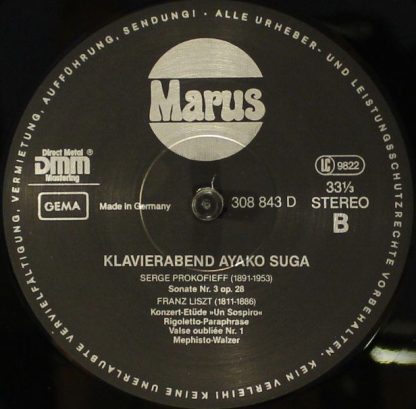 ALLE URHEBER- UND LEISTUNGSSCHUTZRECHTE VORBEHALTEN. · KEIN VERLEIH! KEINE UNERLAUBTE VERVIELFÄLTIGUNG, VERMIETUNG, AUFFÜHRUNG, SENDUNG! ·
Marus
Direct Metal ®
DMM
Mastering
LC 9822
GEMA
Made in Germany
308 843 D
33⅓
STEREO
B
KLAVIERABEND AYAKO SUGA
SERGE PROKOFIEFF (1891-1953)
Sonate Nr. 3 op. 28
FRANZ LISZT (1811-1886)
Konzert-Etüde »Un Sospiro«
Rigoletto-Paraphrase
Valse oubliée Nr. 1
Mephisto-Walzer